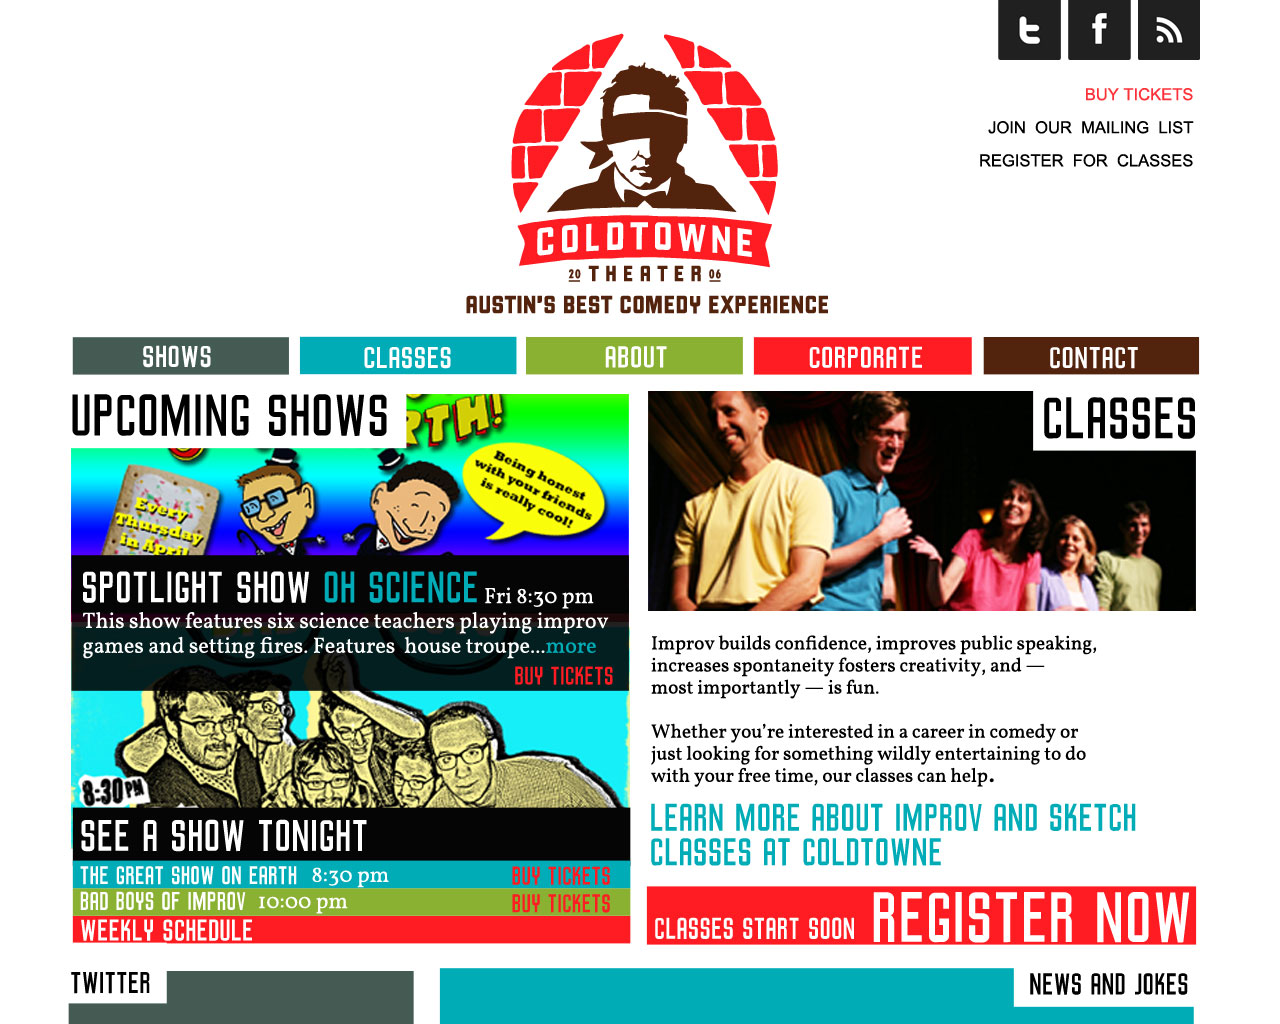 BUY TICKETS
JOIN OUR MAILING LIST
REGISTER FOR CLASSES
COLDTOWNE
20 THEATER 06
AUSTIN'S BEST COMEDY EXPERIENCE
SHOWS
CLASSES
ABOUT
CORPORATE
CONTACT
UPCOMING SHOWS
RTH!
Being honest
with your friends
is really cool!
Every
Thursday
in April
SPOTLIGHT SHOW OH SCIENCE Fri 8:30 pm
This show features six science teachers playing improv
games and setting fires. Features house troupe...more
BUY TICKETS
8:30PM
SEE A SHOW TONIGHT
THE GREAT SHOW ON EARTH 8:30 pm BUY TICKETS
BAD BOYS OF IMPROV 10:00 pm BUY TICKETS
WEEKLY SCHEDULE
CLASSES
Improv builds confidence, improves public speaking,
increases spontaneity fosters creativity, and —
most importantly — is fun.
Whether you’re interested in a career in comedy or
just looking for something wildly entertaining to do
with your free time, our classes can help.
LEARN MORE ABOUT IMPROV AND SKETCH
CLASSES AT COLDTOWNE
CLASSES START SOON REGISTER NOW
TWITTER
NEWS AND JOKES